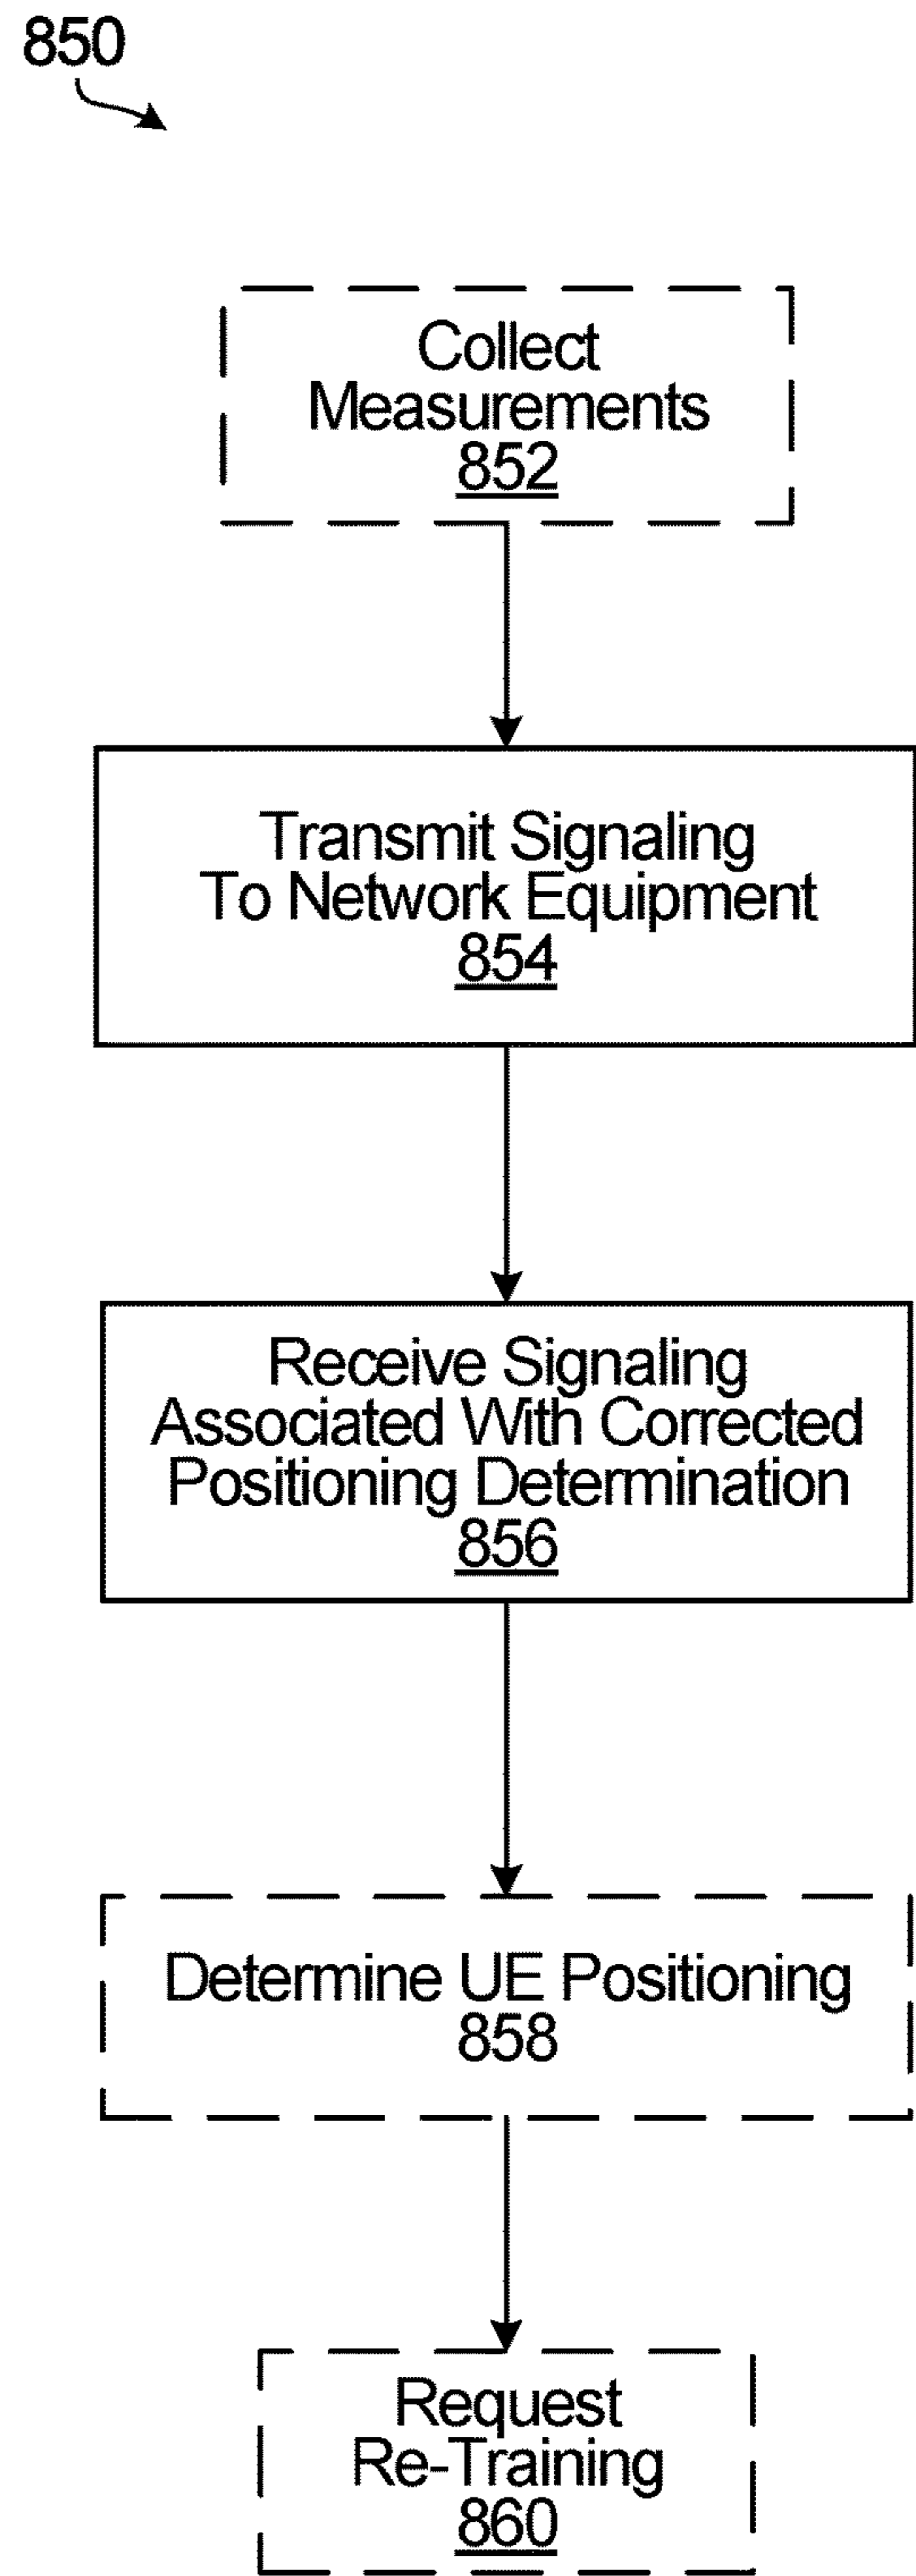 850
Collect
Measurements
852
Transmit Signaling
To Network Equipment
854
Receive Signaling
Associated With Corrected
Positioning Determination
856
Determine UE Positioning
858
Request
Re-Training
860